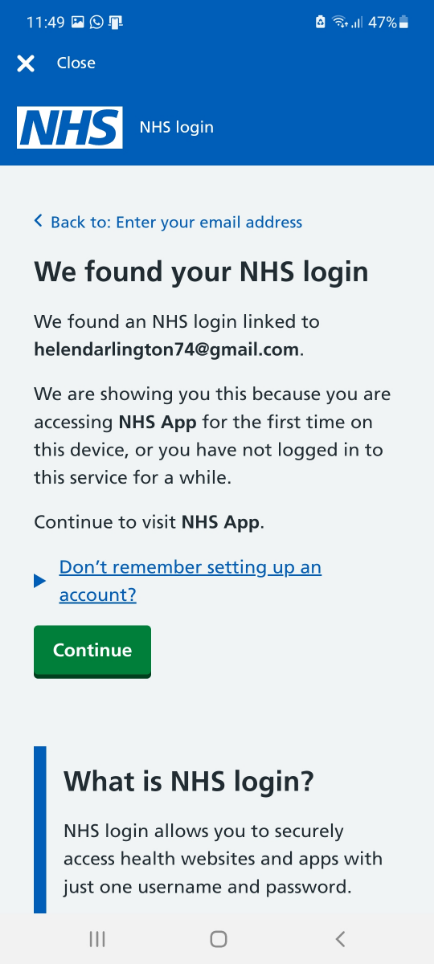 11:49
47%
Close
NHS
NHS login
Back to: Enter your email address
We found your NHS login
We found an NHS login linked to
helendarlington74@gmail.com.
We are showing you this because you are
accessing NHS App for the first time on
this device, or you have not logged in to
this service for a while.
Continue to visit NHS App.
Don’t remember setting up an
account?
Continue
What is NHS login?
NHS login allows you to securely
access health websites and apps with
just one username and password.